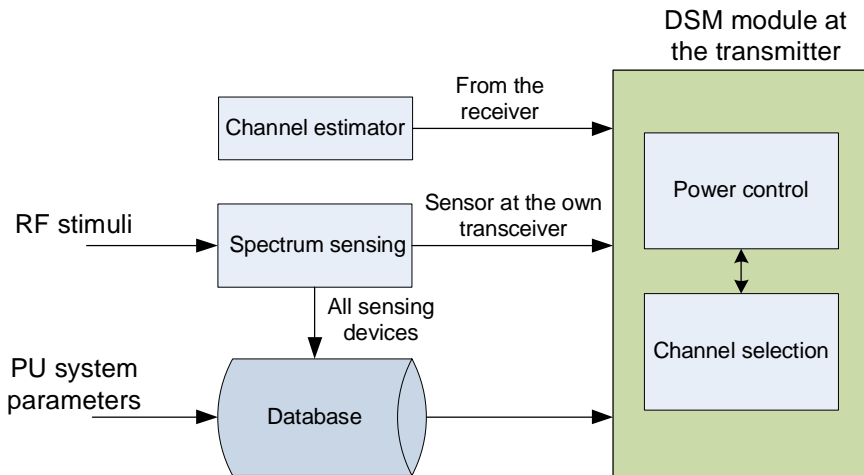 DSM module at
the transmitter
From the
receiver
Channel estimator
Power control
Sensor at the own
transceiver
RF stimuli
Spectrum sensing
All sensing
devices
Channel selection
PU system
parameters
Database